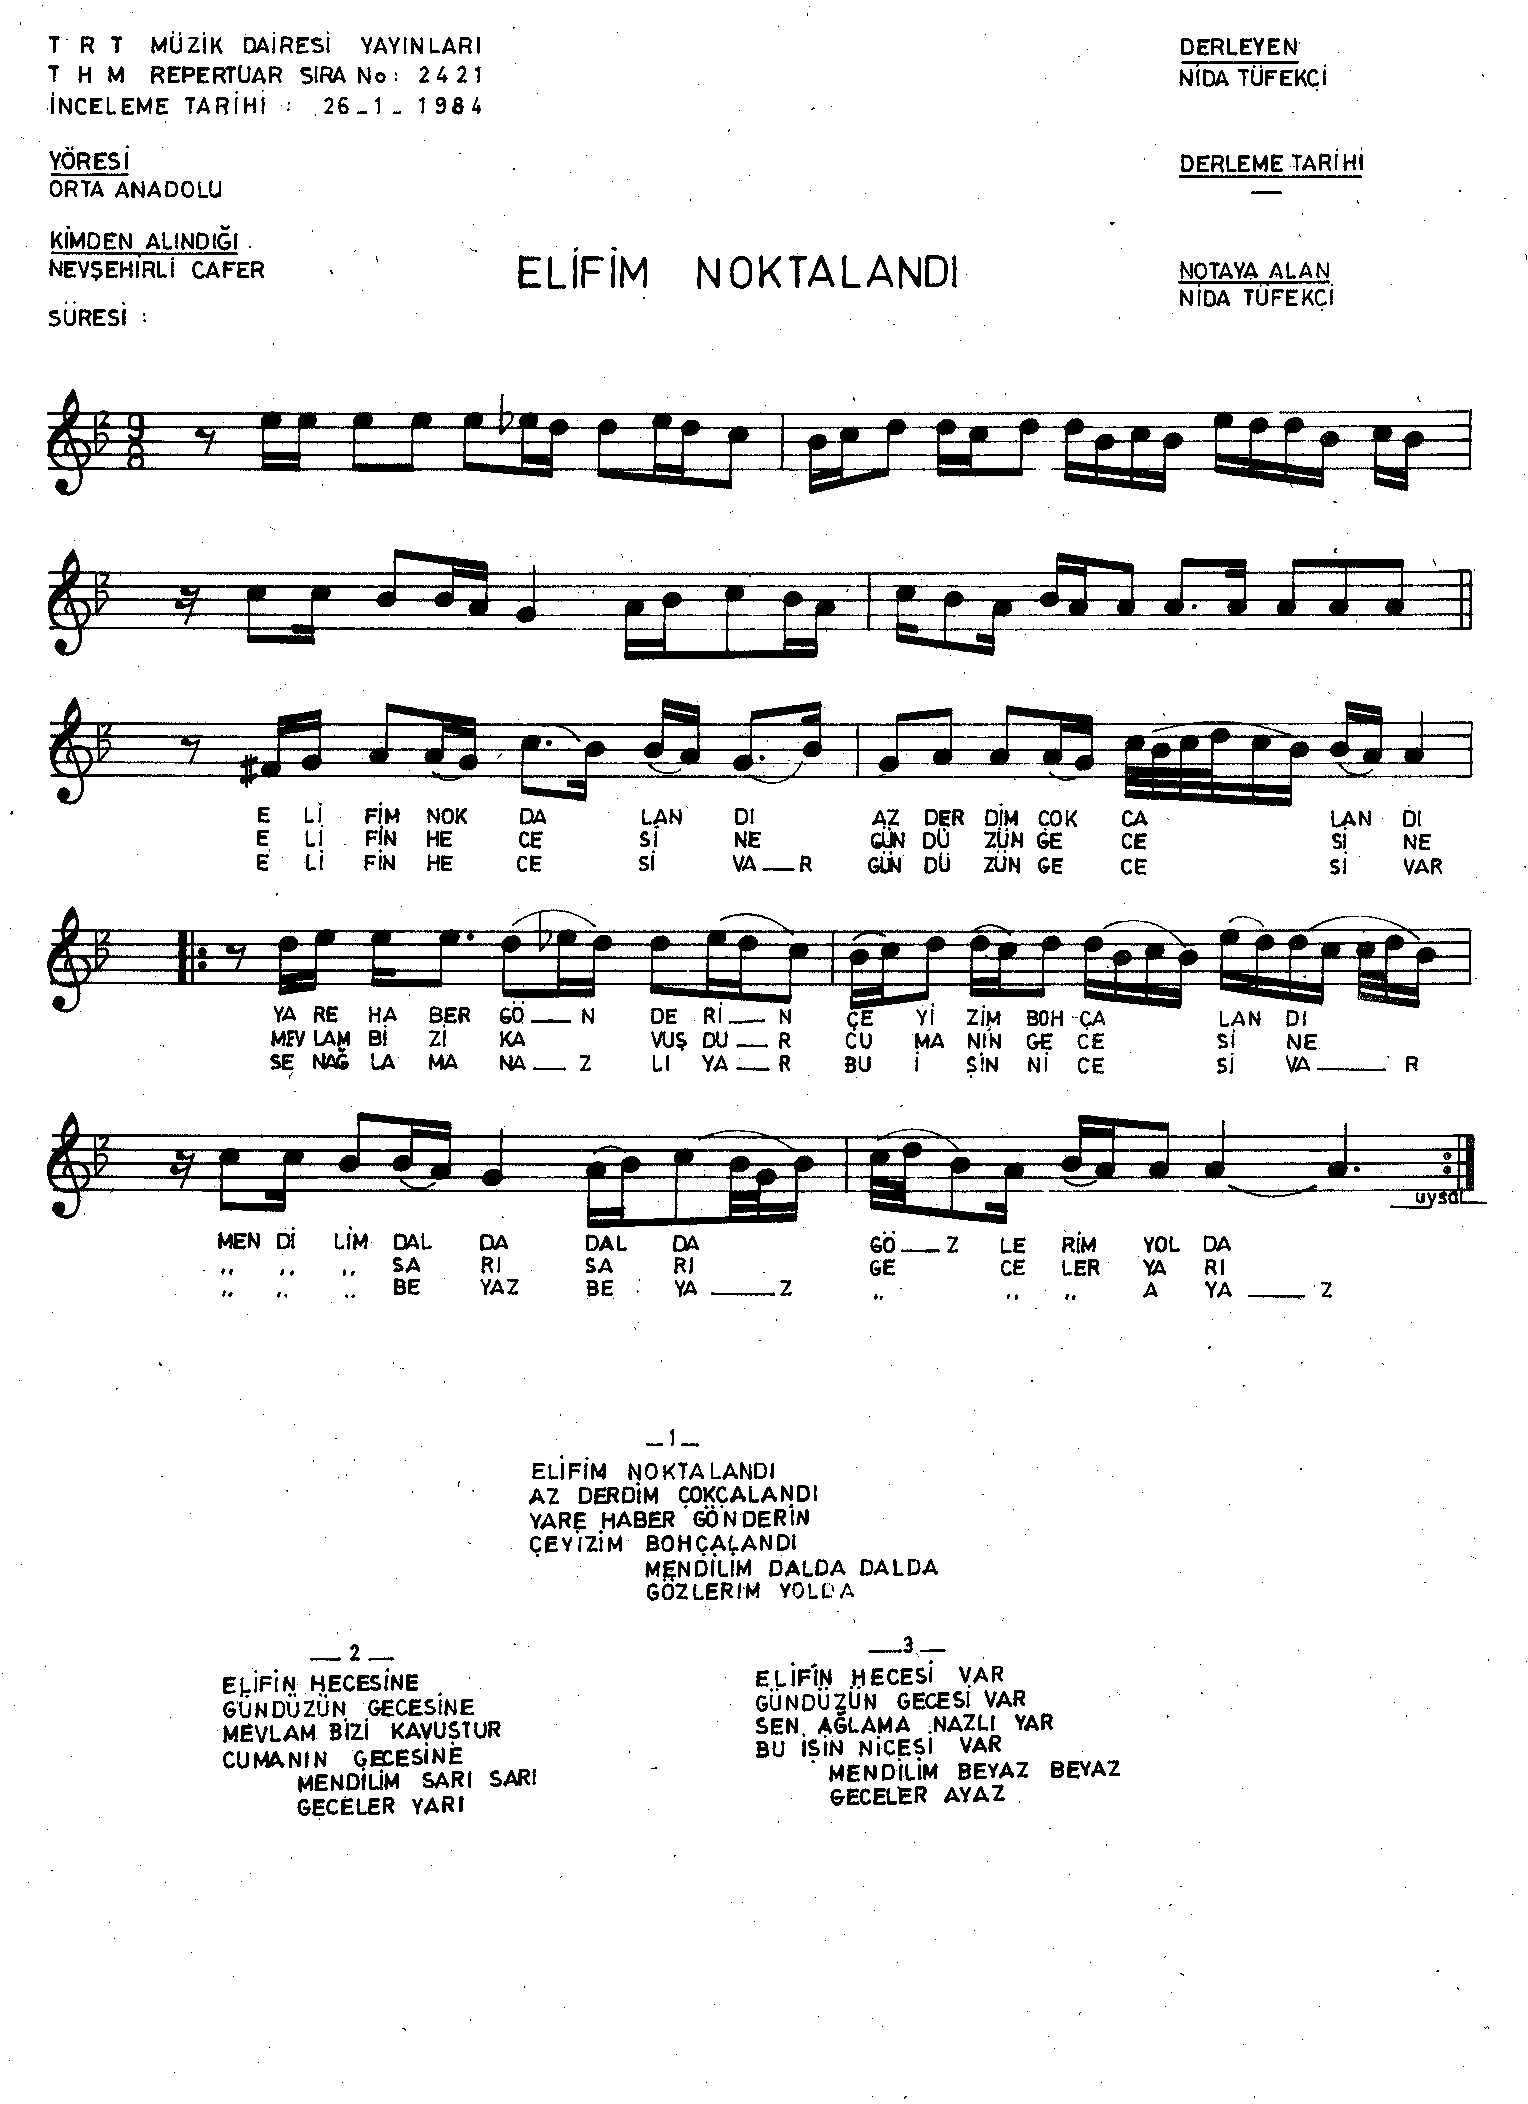 T R T MÜZİK DAİRESİ YAYINLARI
T H M REPERTUAR SIRA No: 2421
İNCELEME TARİHİ : 26_1_ 1984
DERLEYEN
NİDA TÜFEKÇİ
YÖRESİ
ORTA ANADOLU
DERLEME TARİHİ
—
KİMDEN ALINDIĞI
NEVŞEHİRLİ CAFER
SÜRESİ :
ELİFİM NOKTALANDI
NOTAYA ALAN
NİDA TÜFEKÇİ
9 8
E Lİ FİM NOK DA LAN DI AZ DER DİM ÇOK CA LAN DI
E Lİ FİN HE CE Sİ NE GÜN DÜ ZÜN GE CE Sİ NE
E Lİ FİN HE CE Sİ VA__R GÜN DÜ ZÜN GE CE Sİ VAR
YA RE HA BER GÖ__N DE Rİ__N ÇE Yİ ZİM BOH ÇA LAN DI
MEV LAM Bİ Zİ KA VUŞ DU__R CU MA NIN GE CE Sİ NE
SE NAĞ LA MA NA__Z LI YA__R BU İ ŞİN Nİ CE Sİ VA____R
uysal
MEN Dİ LİM DAL DA DAL DA GÖ__Z LE RİM YOL DA
,, ,, ,, SA RI SA RI GE CE LER YA RI
,, ,, ,, BE YAZ BE YA___Z ,, ,, ,, A YA___Z
_1_
ELİFİM NOKTALANDI
AZ DERDİM ÇOKÇALANDI
YARE HABER GÖNDERİN
ÇEYİZİM BOHÇALANDI
MENDİLİM DALDA DALDA
GÖZLERIM YOLDA
_2_
ELİFİN HECESİNE
GÜNDÜZÜN GECESİNE
MEVLAM BİZİ KAVUŞTUR
CUMANIN GECESİNE
MENDİLİM SARI SARI
GECELER YARI
_3_
ELİFİN HECESİ VAR
GÜNDÜZÜN GECESİ VAR
SEN AĞLAMA NAZLI YAR
BU İŞİN NİCESİ VAR
MENDİLİM BEYAZ BEYAZ
GECELER AYAZ